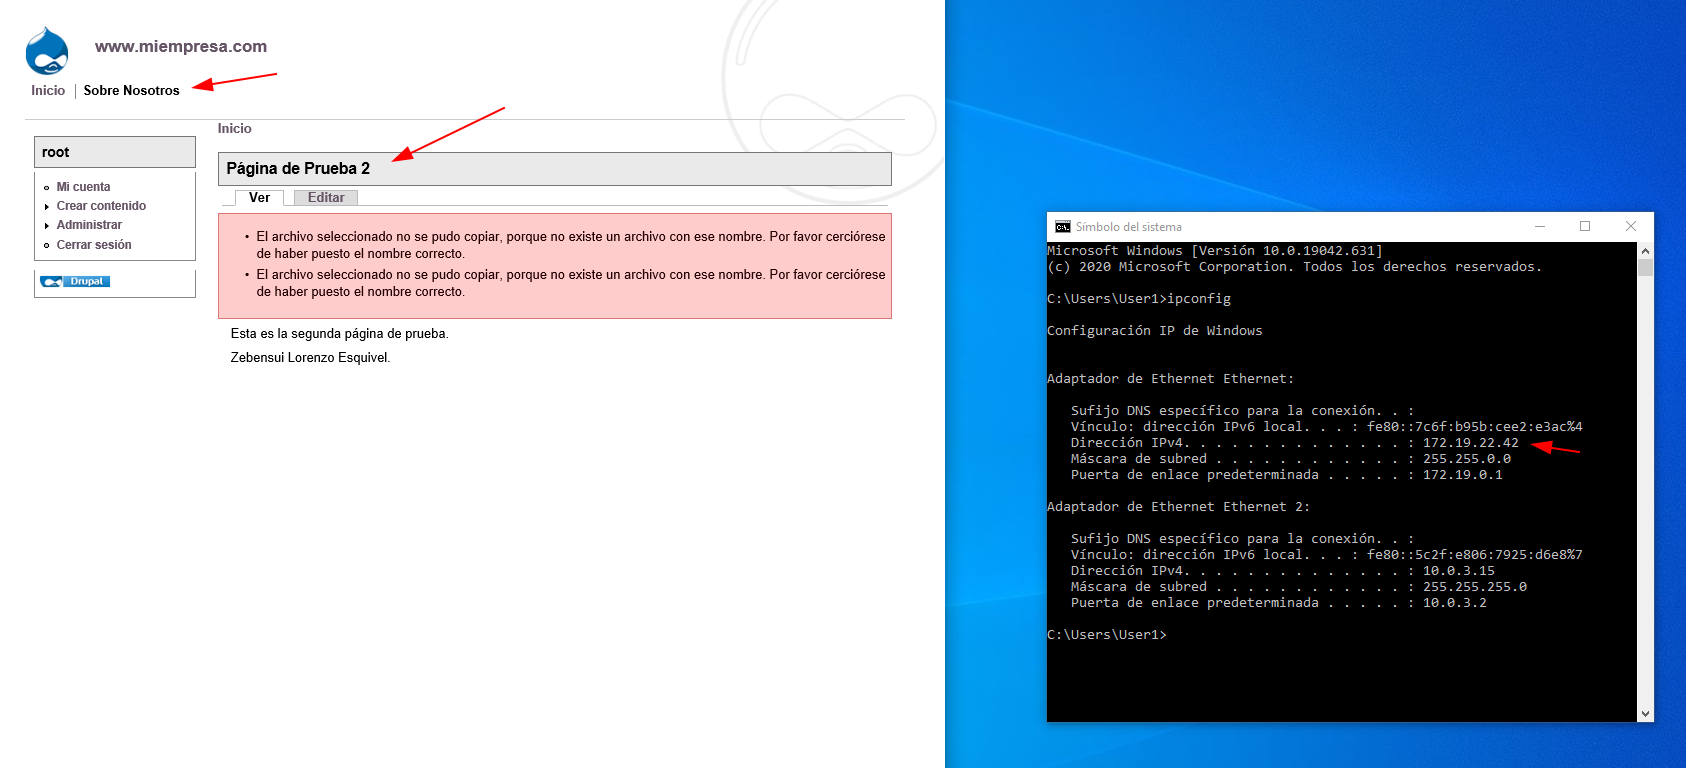 www.miempresa.com
Inicio
Sobre Nosotros
root
Mi cuenta
Crear contenido
Administrar
Cerrar sesión
Drupal
Inicio
Página de Prueba 2
Ver
Editar
El archivo seleccionado no se pudo copiar, porque no existe un archivo con ese nombre. Por favor cerciórese
de haber puesto el nombre correcto.
El archivo seleccionado no se pudo copiar, porque no existe un archivo con ese nombre. Por favor cerciórese
de haber puesto el nombre correcto.
Esta es la segunda página de prueba.
Zebensui Lorenzo Esquivel.
C:\.
Símbolo del sistema
Microsoft Windows [Versión 10.0.19042.631]
(c) 2020 Microsoft Corporation. Todos los derechos reservados.
C:\Users\User1>ipconfig
Configuración IP de Windows
Adaptador de Ethernet Ethernet:
Sufijo DNS específico para la conexión. . :
Vínculo: dirección IPv6 local. . . : fe80::7c6f:b95b:cee2:e3ac%4
Dirección IPv4. . . . . . . . . . . . . . : 172.19.22.42
Máscara de subred . . . . . . . . . . . . : 255.255.0.0
Puerta de enlace predeterminada . . . . . : 172.19.0.1
Adaptador de Ethernet Ethernet 2:
Sufijo DNS específico para la conexión. . :
Vínculo: dirección IPv6 local. . . : fe80::5c2f:e806:7925:d6e8%7
Dirección IPv4. . . . . . . . . . . . . . : 10.0.3.15
Máscara de subred . . . . . . . . . . . . : 255.255.255.0
Puerta de enlace predeterminada . . . . . : 10.0.3.2
C:\Users\User1>